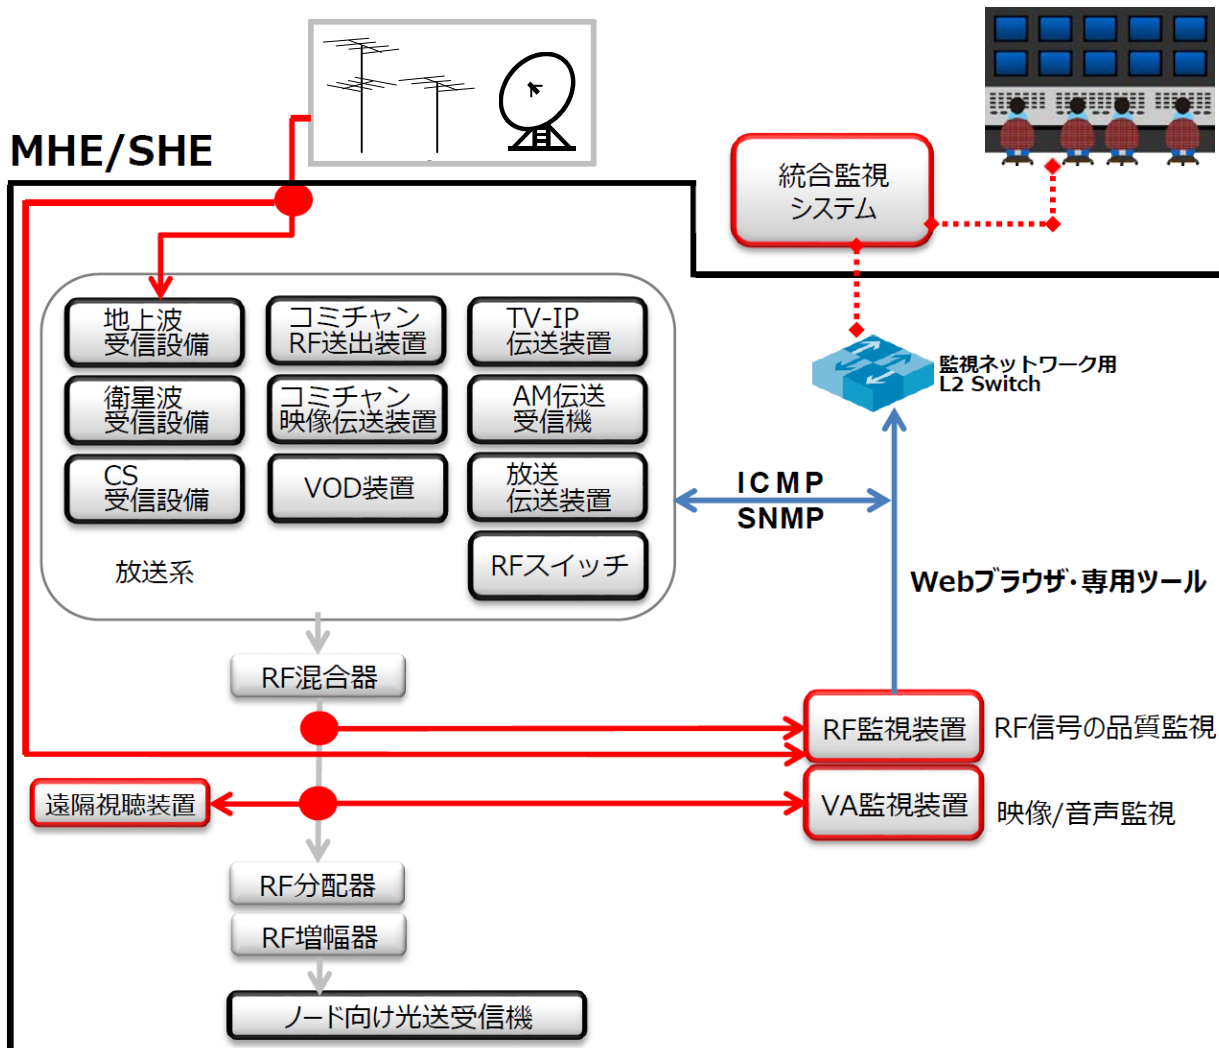 MHE/SHE
統合監視
システム
地上波
受信設備
コミチャン
RF送出装置
TV-IP
伝送装置
監視ネットワーク用
L2 Switch
衛星波
受信設備
コミチャン
映像伝送装置
AM伝送
受信機
CS
受信設備
VOD装置
放送
伝送装置
ICMP
SNMP
放送系
RFスイッチ
Webブラウザ・専用ツール
RF混合器
RF監視装置
RF信号の品質監視
遠隔視聴装置
VA監視装置
映像/音声監視
RF分配器
RF増幅器
ノード向け光送受信機